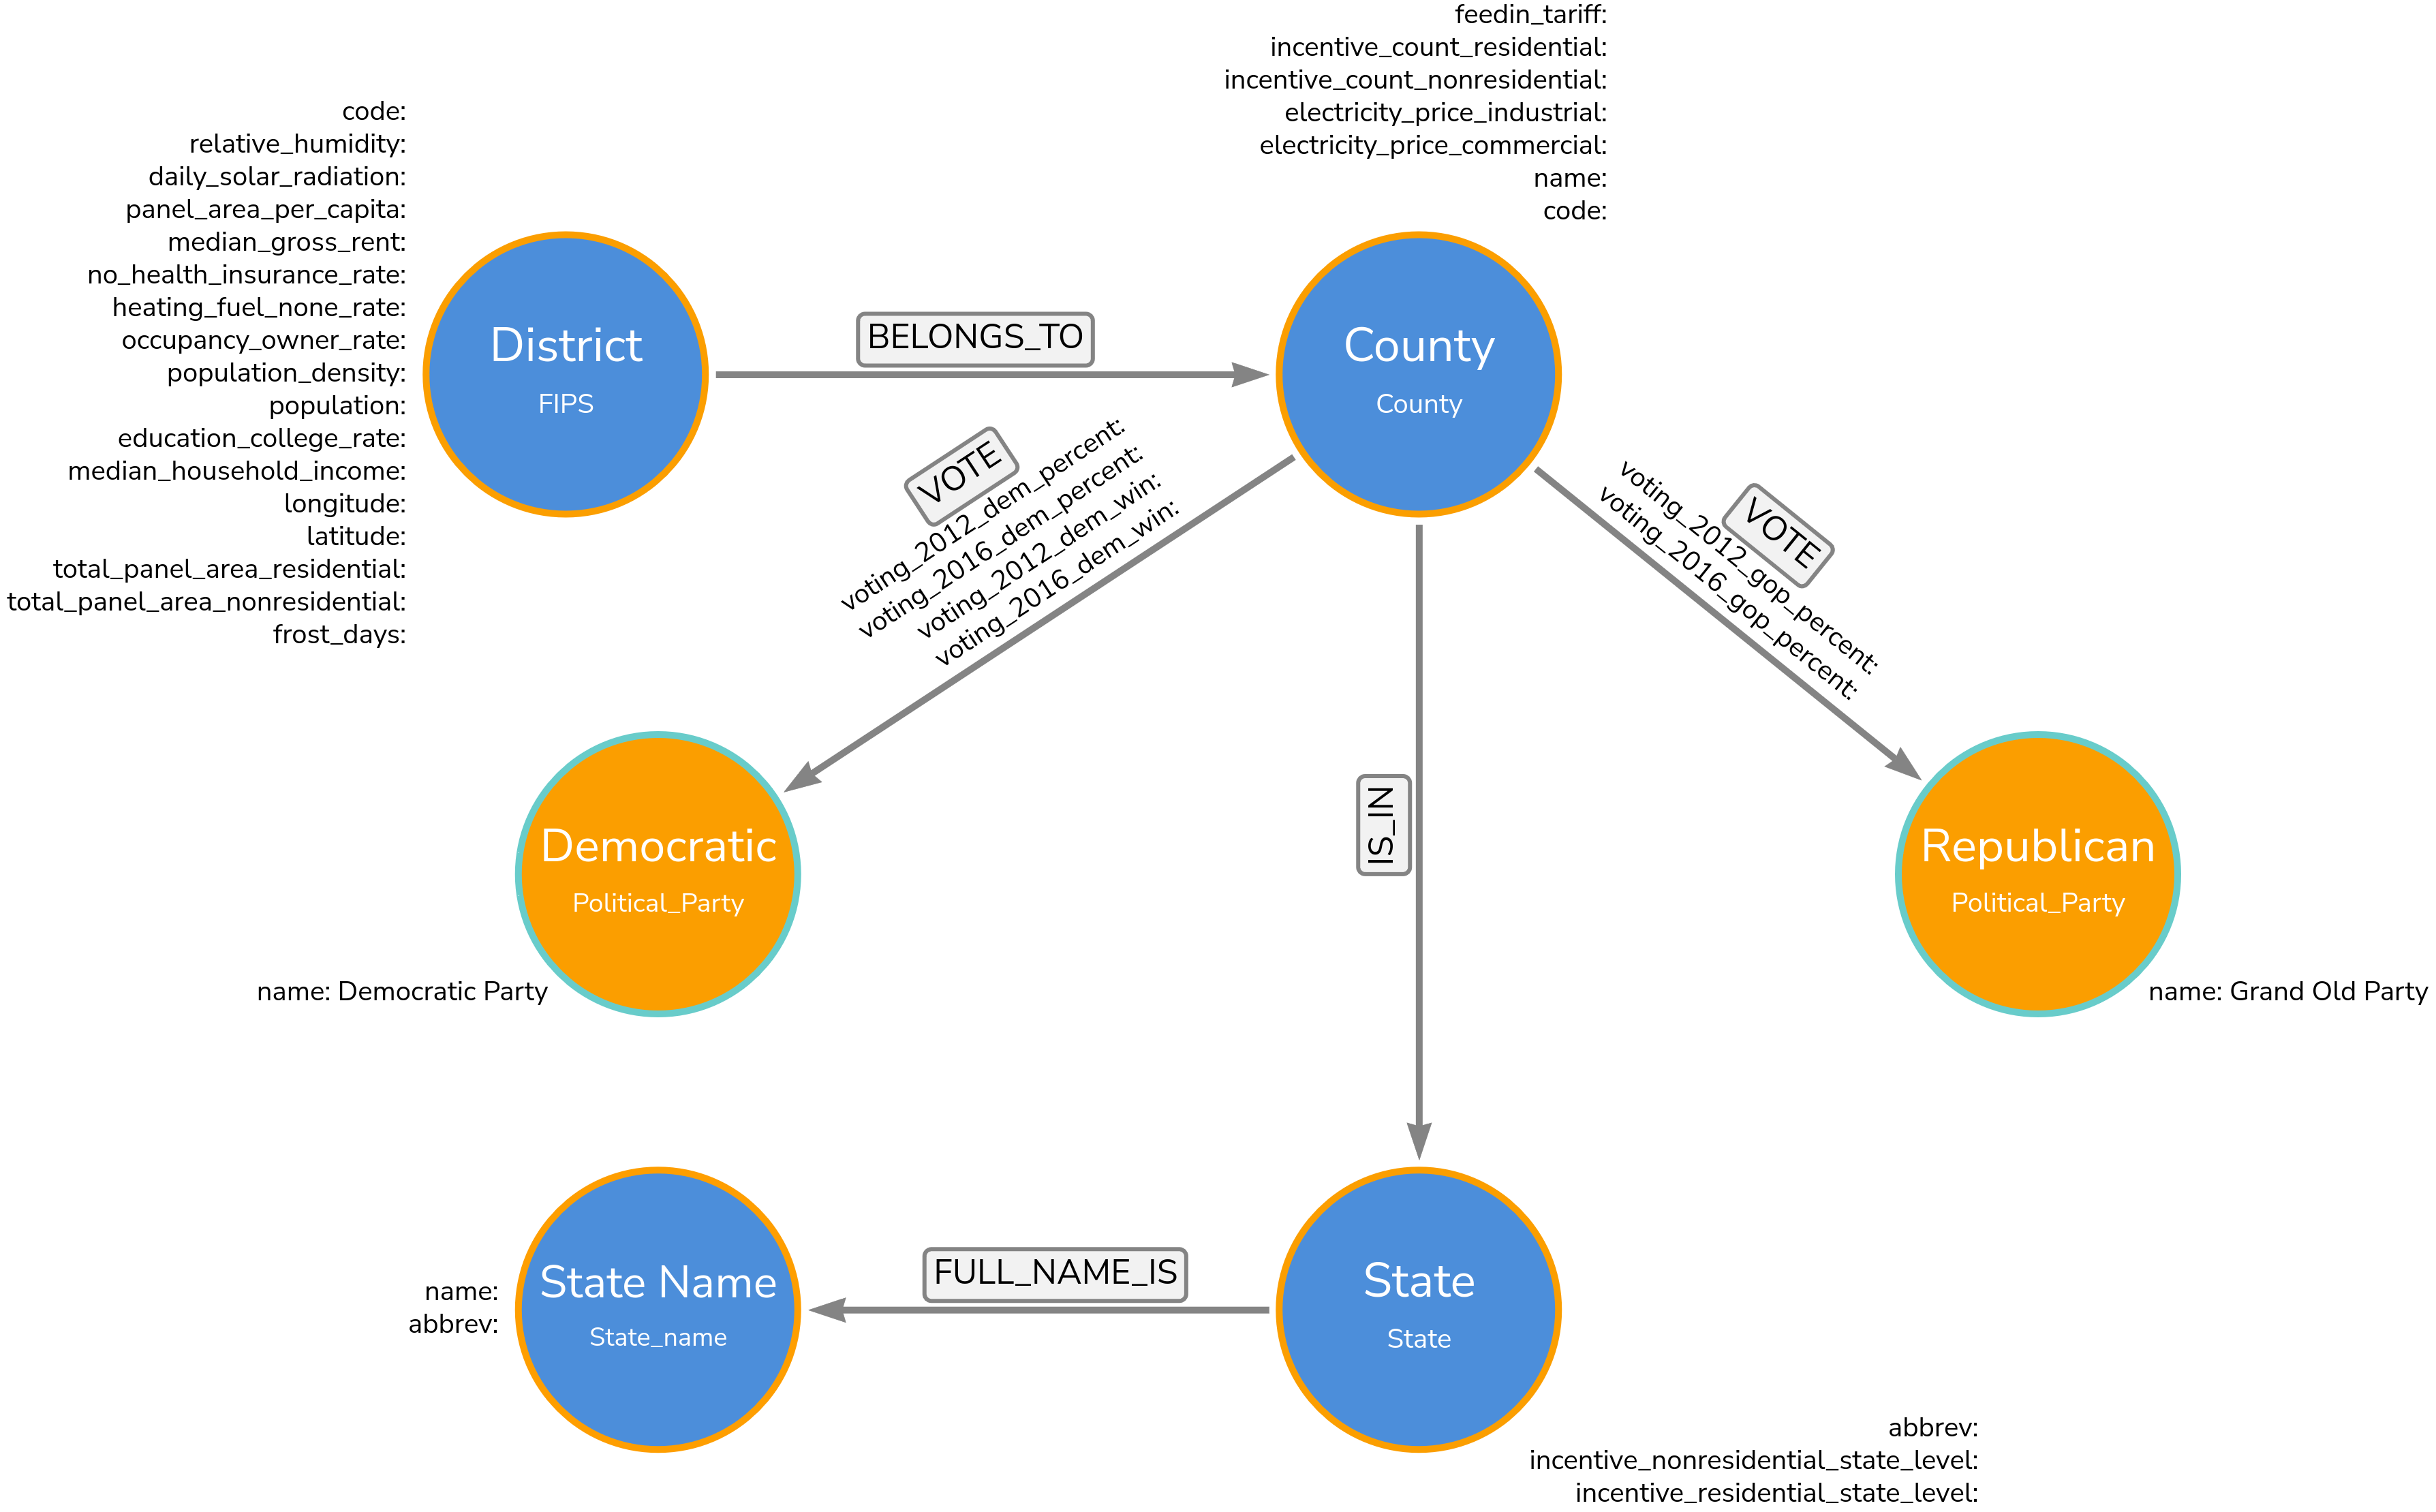 feedin_tariff:
incentive_count_residential:
incentive_count_nonresidential:
electricity_price_industrial:
electricity_price_commercial:
name:
code:
code:
relative_humidity:
daily_solar_radiation:
panel_area_per_capita:
median_gross_rent:
no_health_insurance_rate:
heating_fuel_none_rate:
occupancy_owner_rate:
population_density:
population:
education_college_rate:
median_household_income:
longitude:
latitude:
total_panel_area_residential:
total_panel_area_nonresidential:
frost_days:
District
FIPS
BELONGS_TO
County
County
VOTE
voting_2012_dem_percent:
voting_2016_dem_percent:
voting_2012_dem_win:
voting_2016_dem_win:
VOTE
voting_2012_gop_percent:
voting_2016_gop_percent:
IS_IN
Democratic
Political_Party
name: Democratic Party
Republican
Political_Party
name: Grand Old Party
State Name
State_name
name:
abbrev:
FULL_NAME_IS
State
State
abbrev:
incentive_nonresidential_state_level:
incentive_residential_state_level: